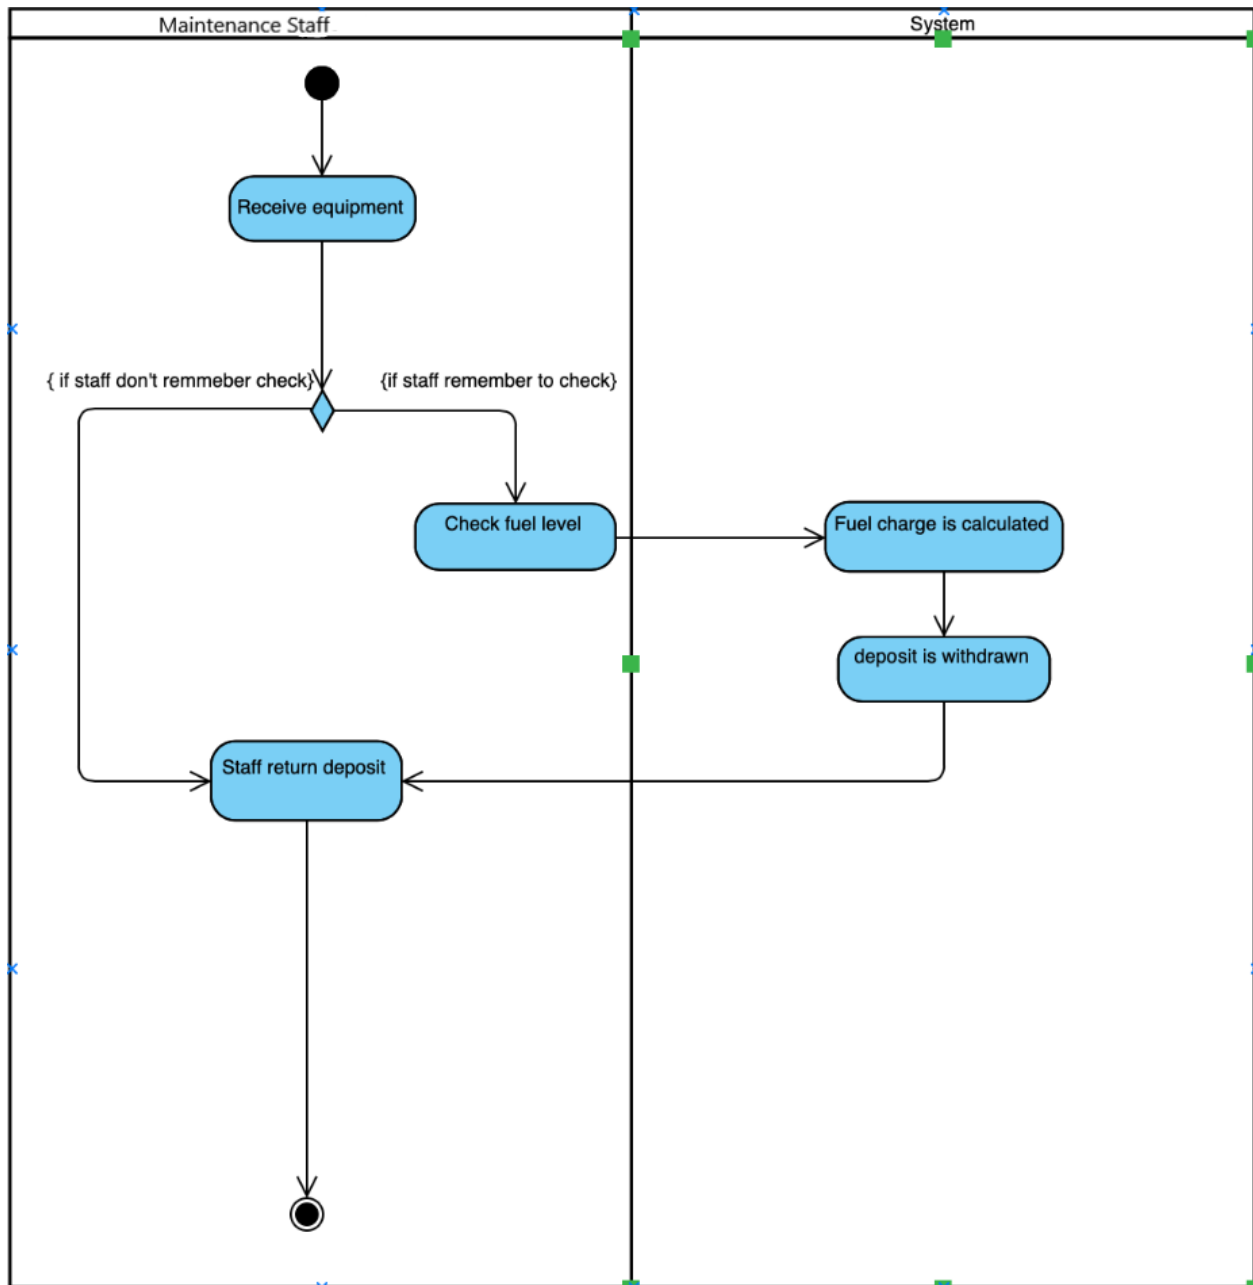 Maintenance Staff
System
Receive equipment
{ if staff don't remmeber check}
{if staff remember to check}
Check fuel level
Fuel charge is calculated
deposit is withdrawn
Staff return deposit